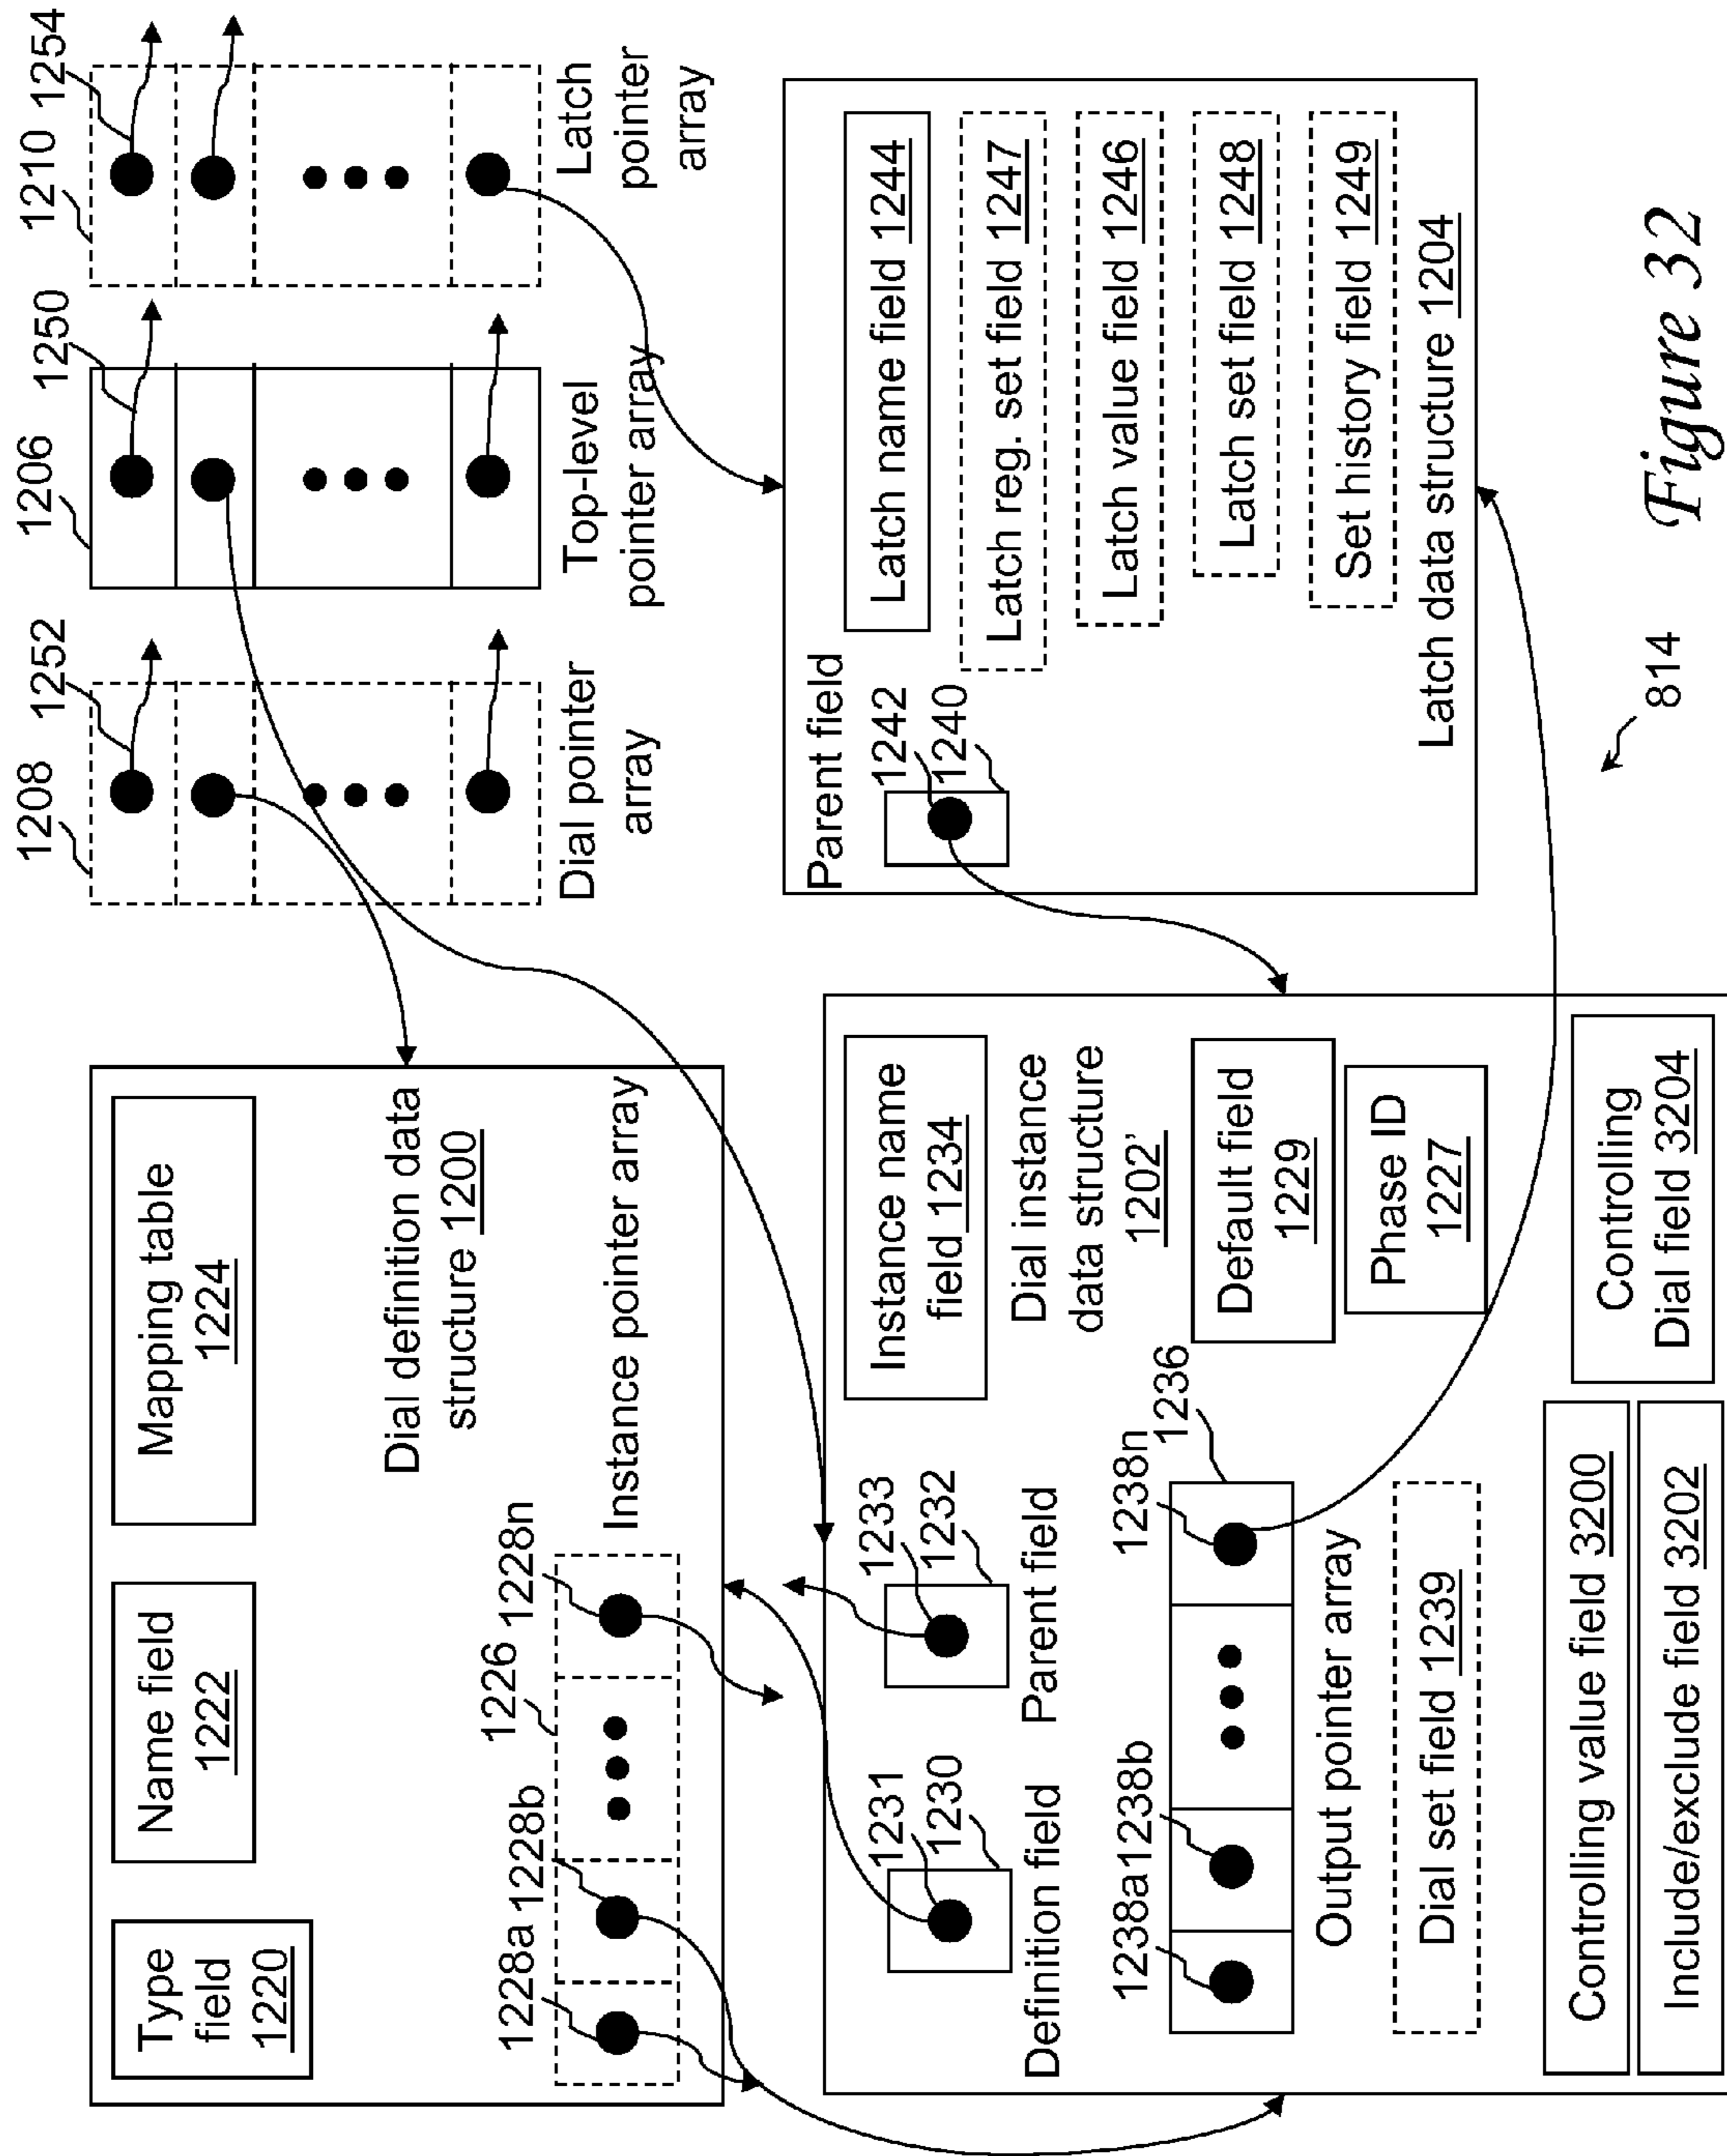 Type
field
1220
Name field
1222
Mapping table
1224
Dial definition data
structure 1200
Instance pointer array
1228a
1228b
1226
1228n
1208
1252
Dial pointer
array
1206
1250
Top-level
pointer array
1210
1254
Latch
pointer
array
1231
1230
Definition field
1233
1232
Parent field
Instance name
field 1234
Dial instance
data structure
1202’
Default field
1229
Phase ID
1227
1238a
1238b
1238n
1236
Output pointer array
Dial set field 1239
Controlling value field 3200
Include/exclude field 3202
Controlling
Dial field 3204
Parent field
1242
1240
Latch name field 1244
Latch reg. set field 1247
Latch value field 1246
Latch set field 1248
Set history field 1249
Latch data structure 1204
814
Figure 32